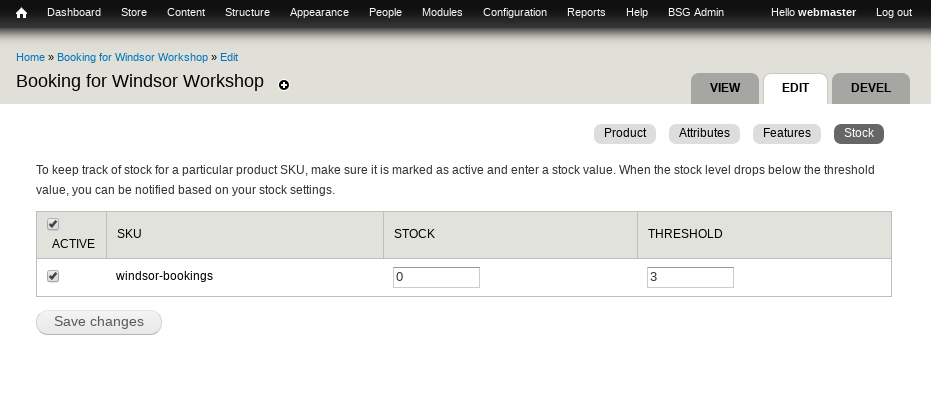 Dashboard Store Content Structure Appearance People Modules Configuration Reports Help BSG Admin Hello webmaster Log out
Home » Booking for Windsor Workshop » Edit
Booking for Windsor Workshop
VIEW EDIT DEVEL
Product Attributes Features Stock
To keep track of stock for a particular product SKU, make sure it is marked as active and enter a stock value. When the stock level drops below the threshold
value, you can be notified based on your stock settings.
ACTIVE SKU STOCK THRESHOLD
windsor-bookings 0 3
Save changes